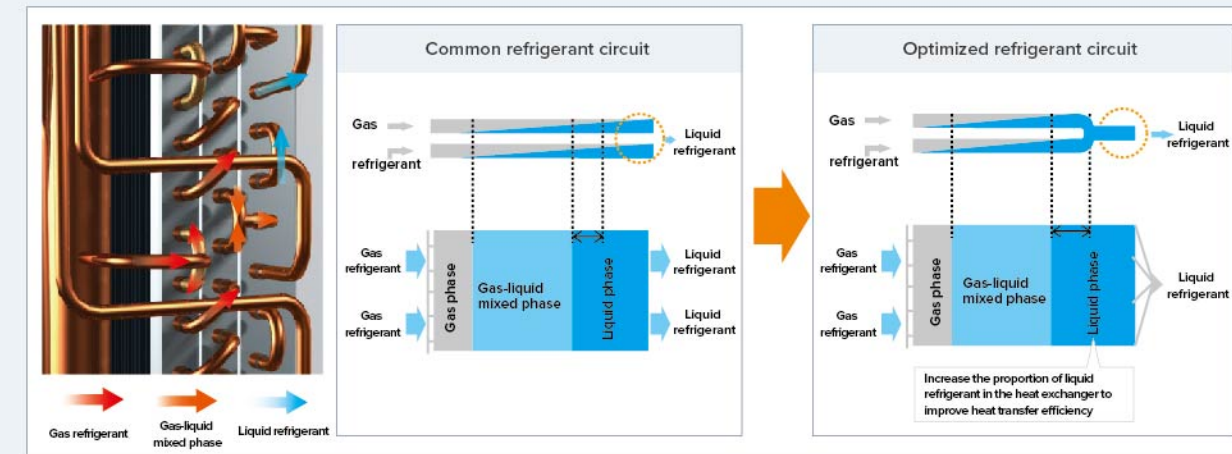 Gas refrigerant
Gas-liquid
mixed phase
Liquid refrigerant
Common refrigerant circuit
Gas
refrigerant
Liquid
refrigerant
Gas
refrigerant
Gas
refrigerant
Gas phase
Gas-liquid
mixed phase
Liquid phase
Liquid
refrigerant
Liquid
refrigerant
Optimized refrigerant circuit
Gas
refrigerant
Liquid
refrigerant
Gas
refrigerant
Gas
refrigerant
Gas phase
Gas-liquid
mixed phase
Liquid phase
Liquid
refrigerant
Increase the proportion of liquid
refrigerant in the heat exchanger to
improve heat transfer efficiency